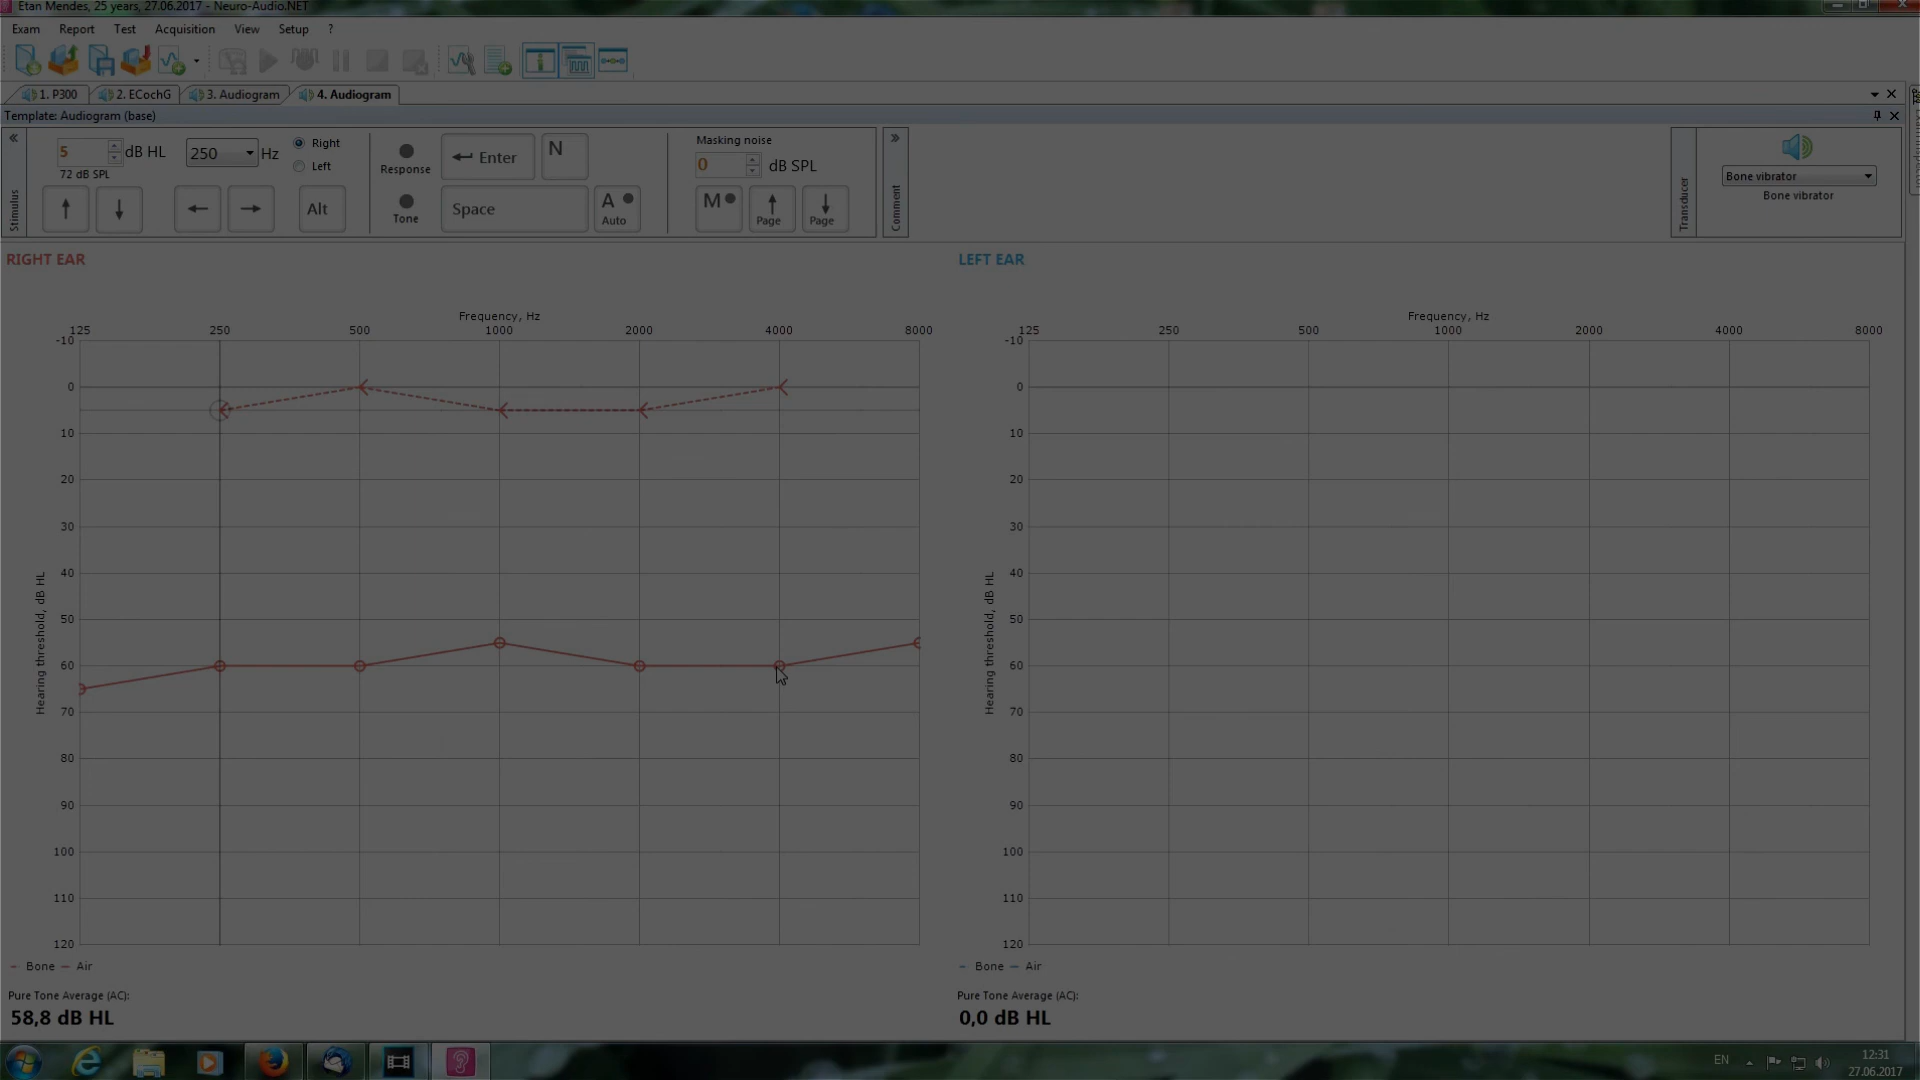 Etan Mendes, 25 years, 27.06.2017 - Neuro-Audio.NET
Exam Report Test Acquisition View Setup ?
1. P300 2. ECochG 3. Audiogram 4. Audiogram
Template: Audiogram (base)
Stimulus
5 dB HL 250 Hz Right
Left
72 dB SPL
Alt
Response Enter N
Tone Space A Auto
Masking noise
0 dB SPL
M Page Page
Comment
Transducer
Bone vibrator
Bone vibrator
RIGHT EAR
Frequency, Hz
125 250 500 1000 2000 4000 8000
-10
0
10
20
30
40
50
60
70
80
90
100
110
120
Hearing threshold, dB HL
Bone Air
Pure Tone Average (AC):
58,8 dB HL
LEFT EAR
Frequency, Hz
125 250 500 1000 2000 4000 8000
-10
0
10
20
30
40
50
60
70
80
90
100
110
120
Hearing threshold, dB HL
Bone Air
Pure Tone Average (AC):
0,0 dB HL
EN
12:31
27.06.2017